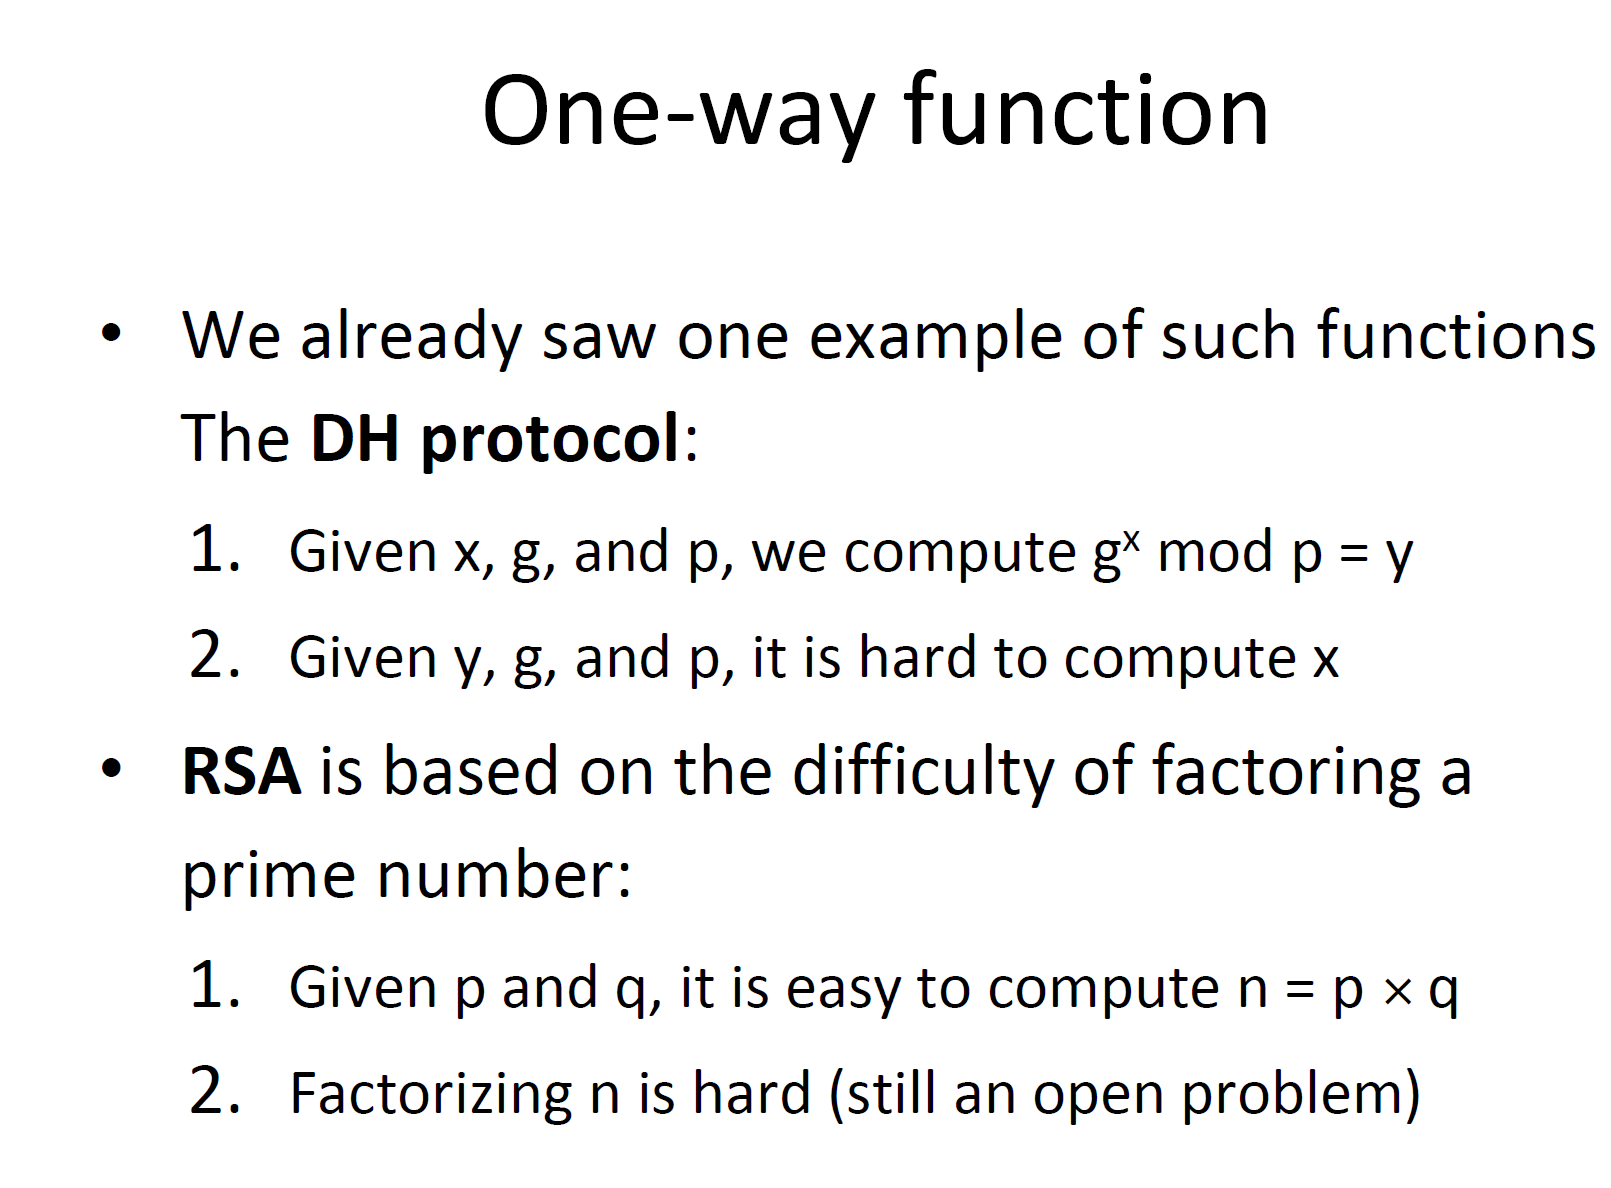 One-way function
• We already saw one example of such functions
The DH protocol:
1. Given x, g, and p, we compute gˣ mod p = y
2. Given y, g, and p, it is hard to compute x
• RSA is based on the difficulty of factoring a
prime number:
1. Given p and q, it is easy to compute n = p × q
2. Factorizing n is hard (still an open problem)